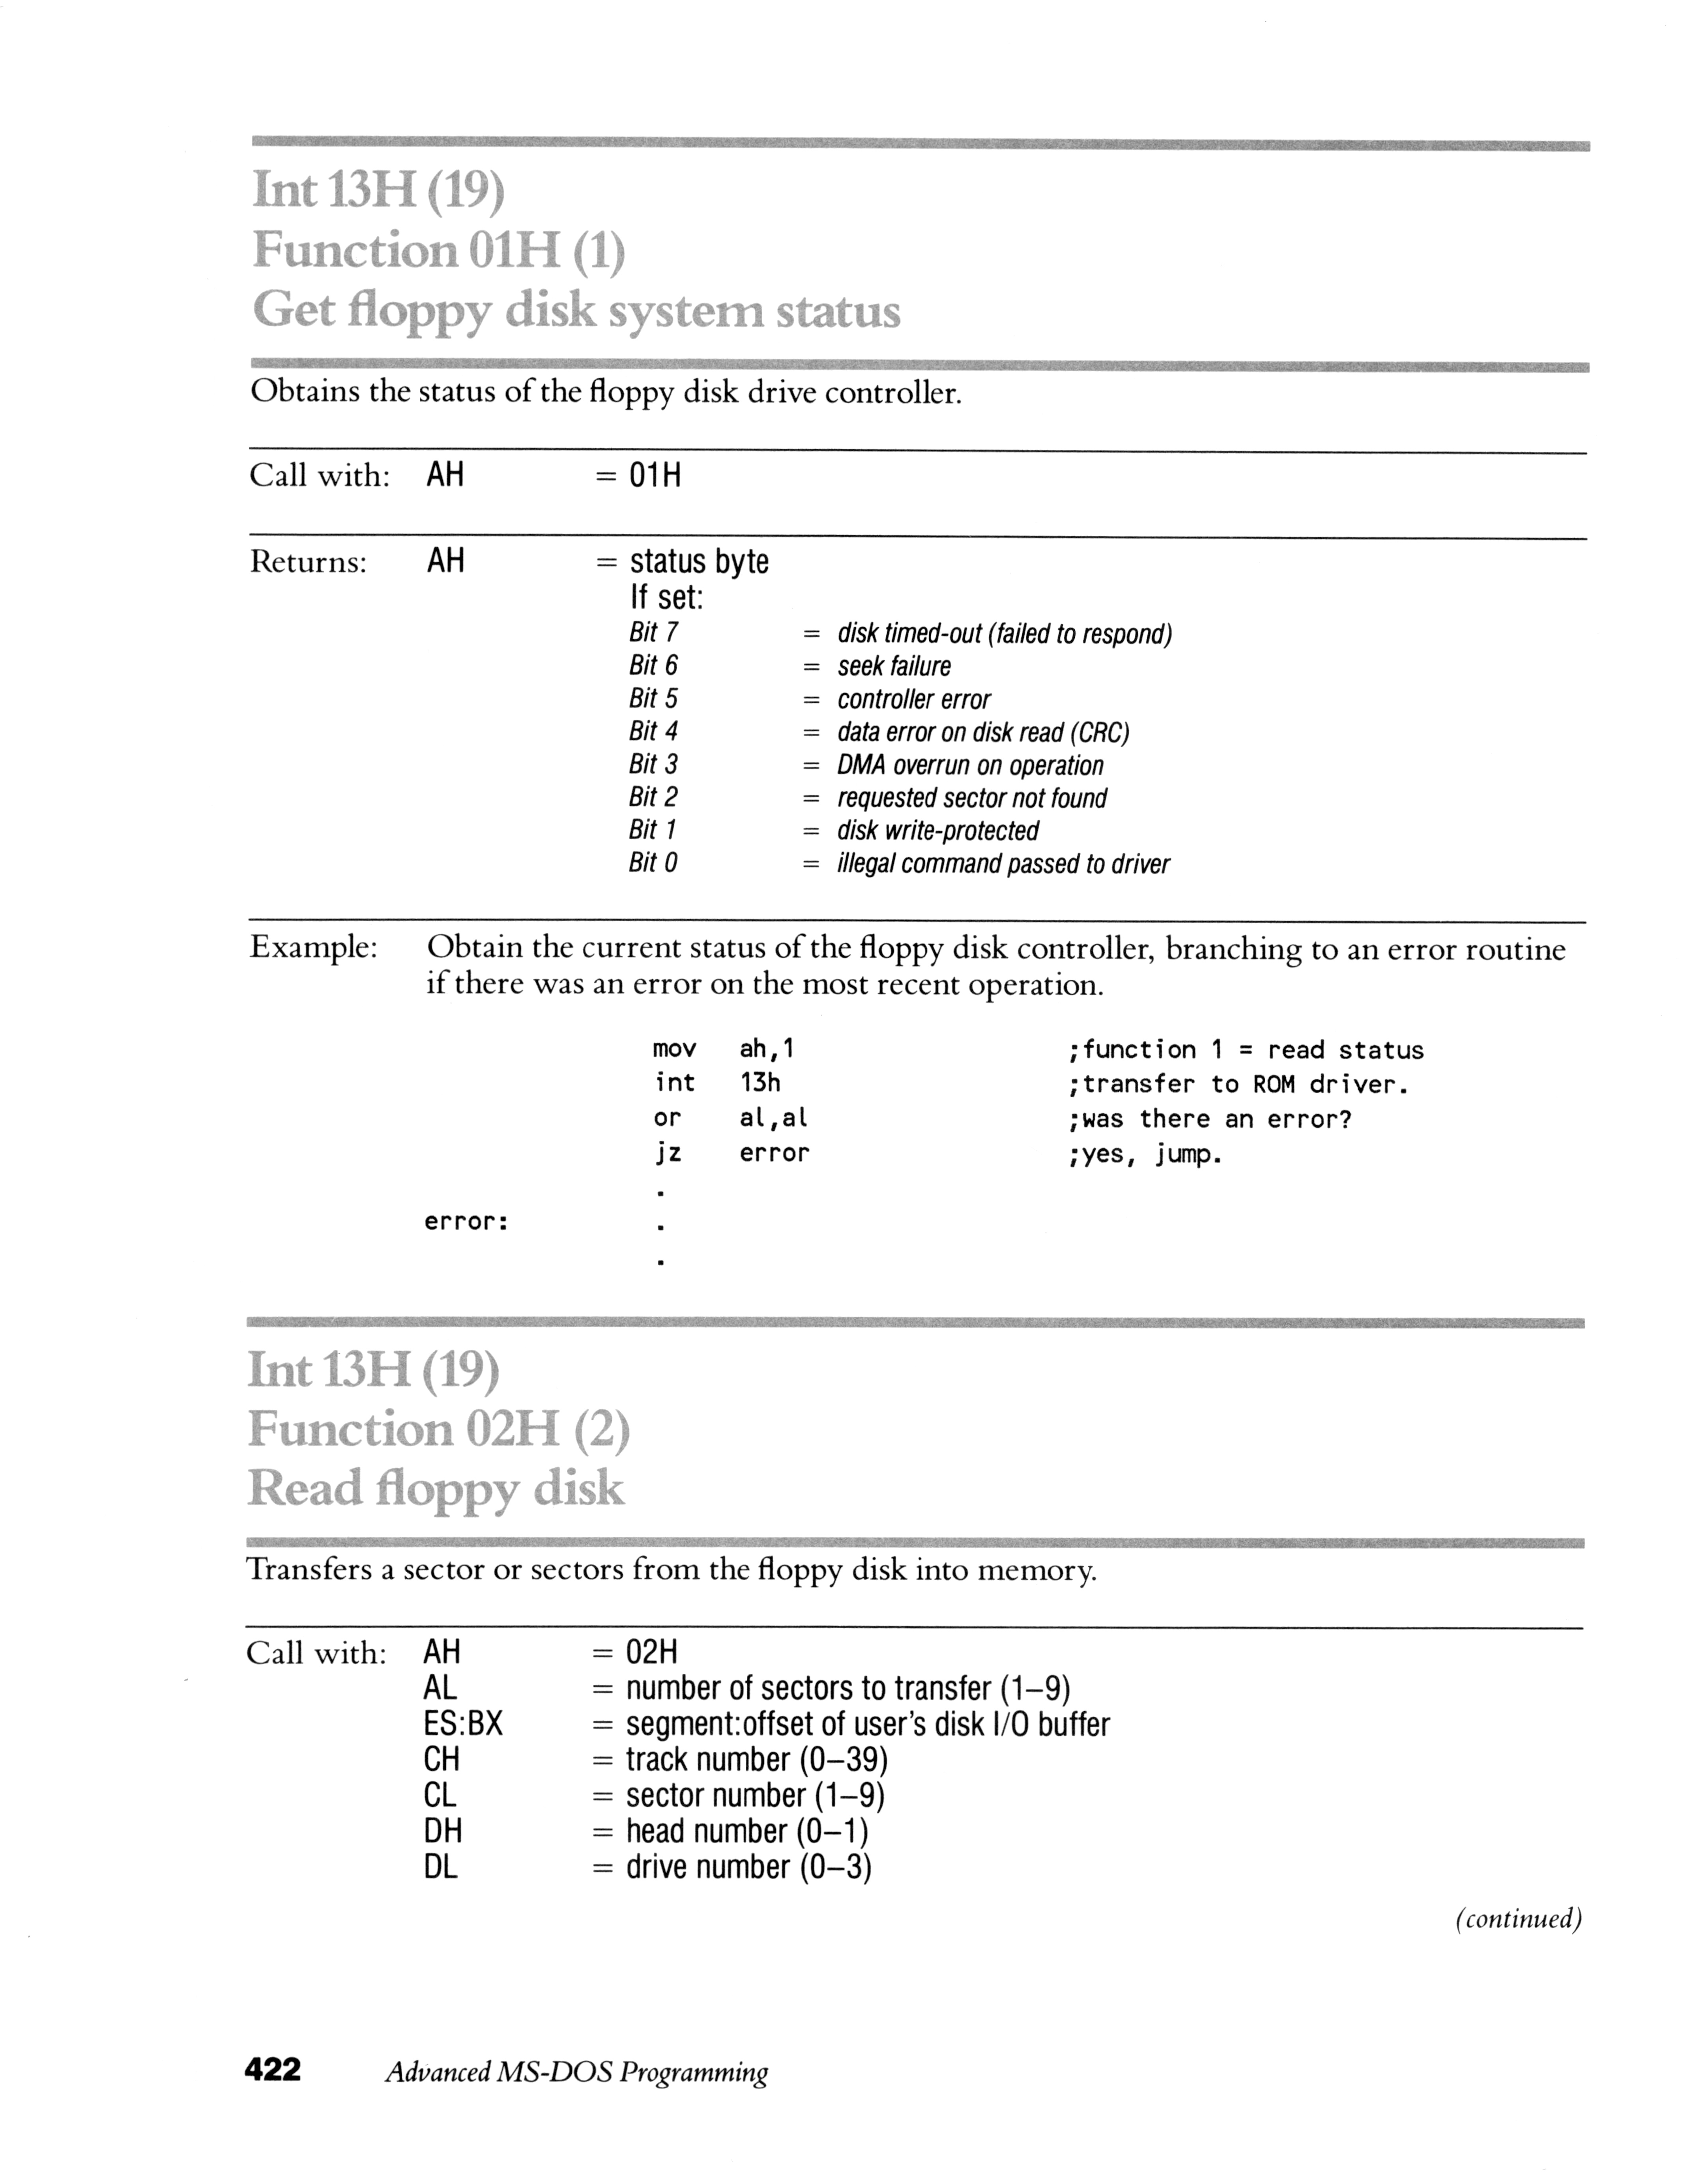 Int 13H (19)
Function 01H (1)
Get floppy disk system status
Obtains the status of the floppy disk drive controller.
Call with: AH = 01H
Returns: AH = status byte
If set:
Bit 7 = disk timed-out (failed to respond)
Bit 6 = seek failure
Bit 5 = controller error
Bit 4 = data error on disk read (CRC)
Bit 3 = DMA overrun on operation
Bit 2 = requested sector not found
Bit 1 = disk write-protected
Bit 0 = illegal command passed to driver
Example: Obtain the current status of the floppy disk controller, branching to an error routine
if there was an error on the most recent operation.
mov ah,1 ;function 1 = read status
int 13h ;transfer to ROM driver.
or al,al ;was there an error?
jz error ;yes, jump.
.
error: .
.
Int 13H (19)
Function 02H (2)
Read floppy disk
Transfers a sector or sectors from the floppy disk into memory.
Call with: AH = 02H
AL = number of sectors to transfer (1–9)
ES:BX = segment:offset of user's disk I/O buffer
CH = track number (0–39)
CL = sector number (1–9)
DH = head number (0–1)
DL = drive number (0–3)
(continued)
422 Advanced MS-DOS Programming